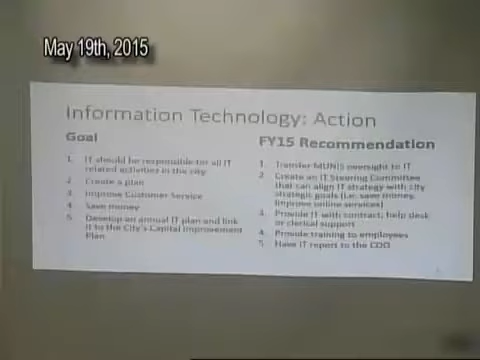 May 19th, 2015
Information Technology: Action
Goal
1. IT should be responsible for all IT
related activities in the city
2. Create a plan
3. Improve Customer Service
4. Save money
5. Develop an annual IT plan and link
it to the City's Capital Improvement
Plan
FY15 Recommendation
1. Transfer MUNIS oversight to IT
2. Create an IT Steering Committee
that can align IT strategy with city
strategic goals (i.e. save money,
improve online services)
3. Provide IT with contract, help desk
or clerical support
4. Provide training to employees
5. Have IT report to the COO